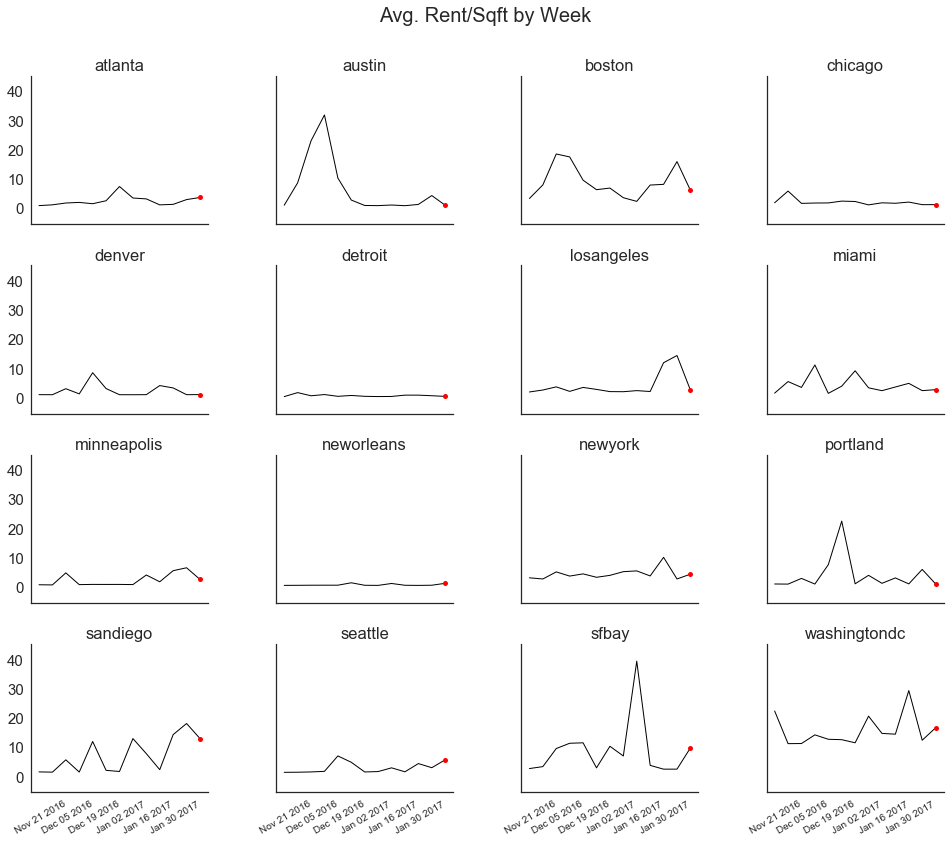 Avg. Rent/Sqft by Week
atlanta austin boston chicago
40
30
20
10
0
denver detroit losangeles miami
40
30
20
10
0
minneapolis neworleans newyork portland
40
30
20
10
0
sandiego seattle sfbay washingtondc
40
30
20
10
0
Nov 21 2016 Dec 05 2016 Dec 19 2016 Jan 02 2017 Jan 16 2017 Jan 30 2017
Nov 21 2016 Dec 05 2016 Dec 19 2016 Jan 02 2017 Jan 16 2017 Jan 30 2017
Nov 21 2016 Dec 05 2016 Dec 19 2016 Jan 02 2017 Jan 16 2017 Jan 30 2017
Nov 21 2016 Dec 05 2016 Dec 19 2016 Jan 02 2017 Jan 16 2017 Jan 30 2017